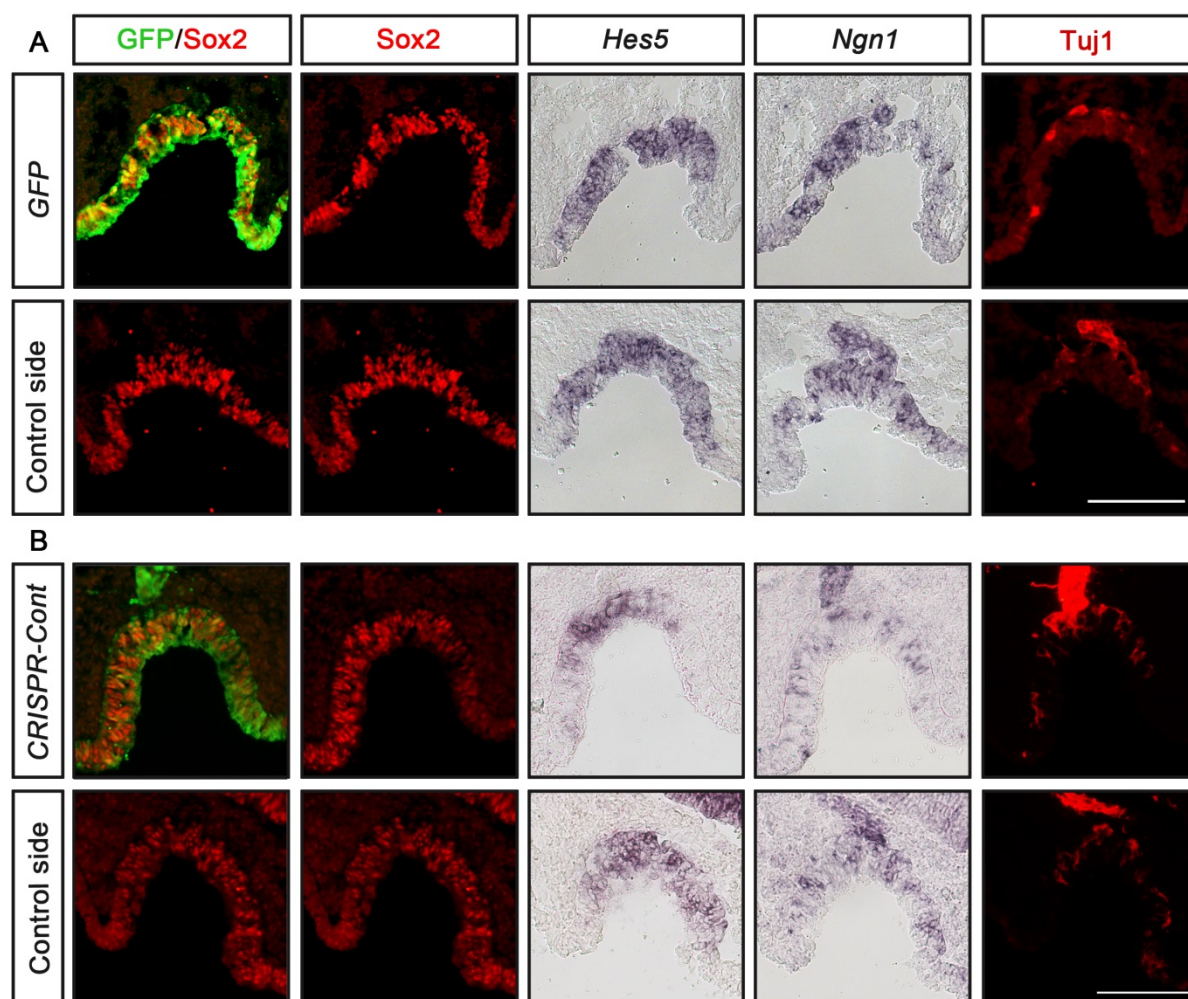 A
GFP/Sox2
Sox2
Hes5
Ngn1
Tuj1
GFP
Control side
B
CRISPR-Cont
Control side